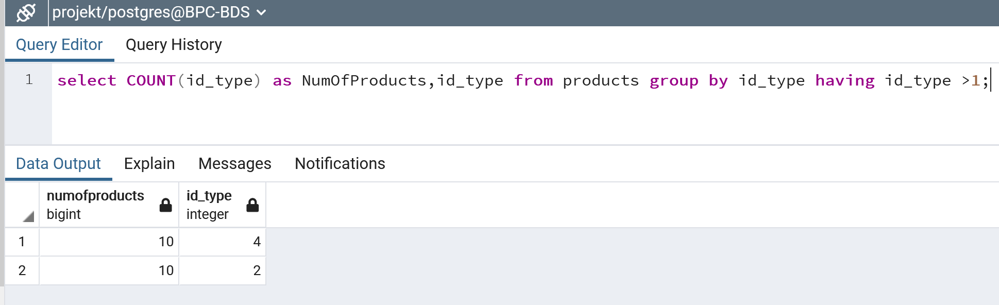 projekt/postgres@BPC-BDS
Query Editor Query History
1 select COUNT(id_type) as NumOfProducts,id_type from products group by id_type having id_type >1;
Data Output Explain Messages Notifications
numofproducts id_type
bigint integer
1 10 4
2 10 2